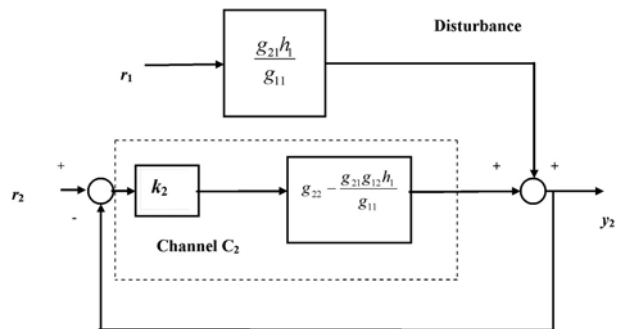 Disturbance
g₂₁h₁
g₁₁
r₁
+
r₂
-
k₂
g₂₂ − g₂₁g₁₂h₁
g₁₁
+
+
y₂
Channel C₂